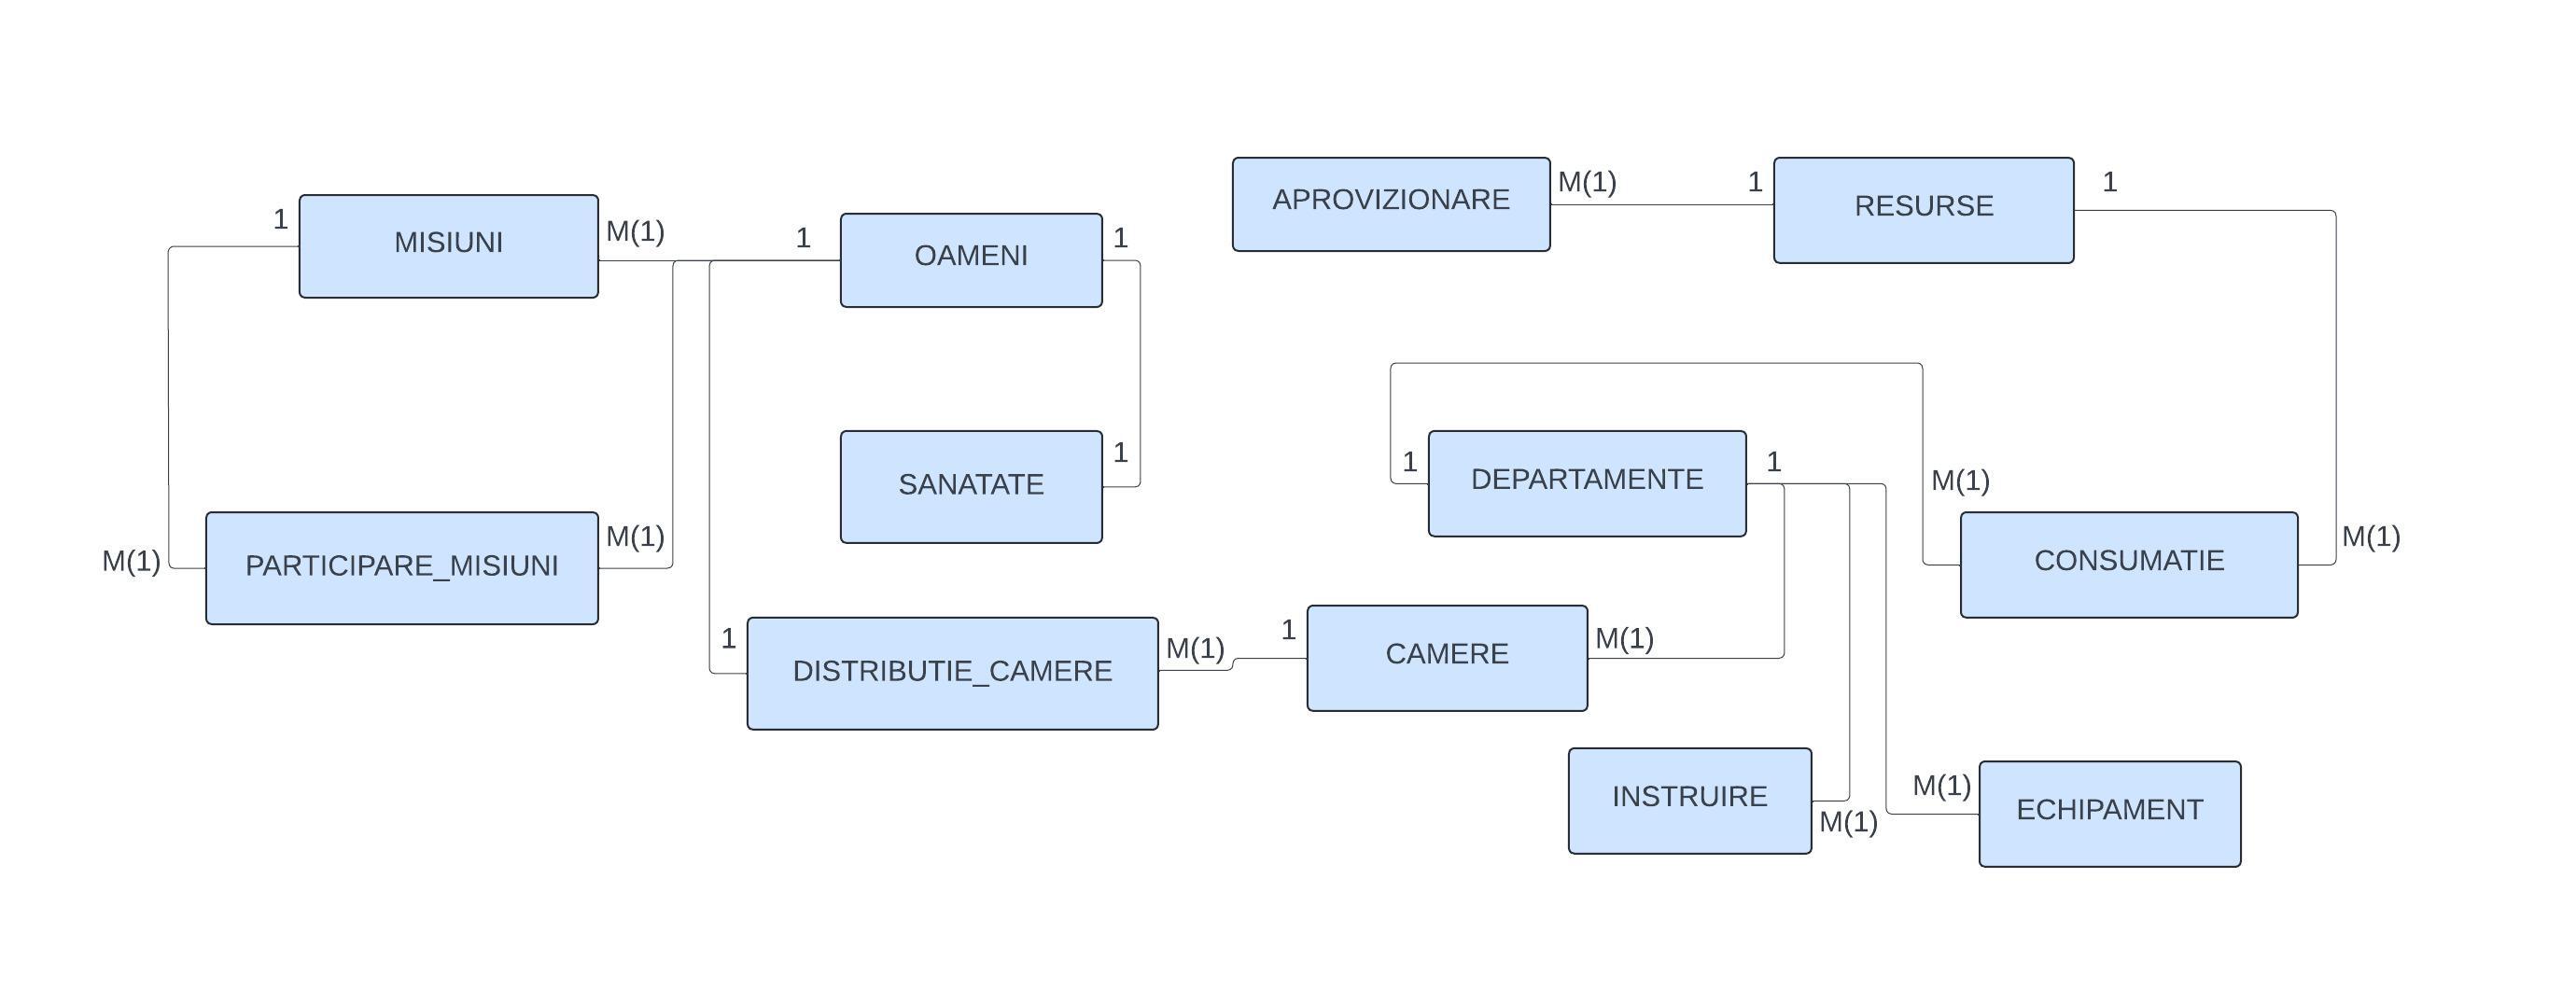 APROVIZIONARE
M(1)
1
RESURSE
1
1
MISIUNI
M(1)
1
OAMENI
1
SANATATE
1
1
DEPARTAMENTE
1
M(1)
M(1)
PARTICIPARE_MISIUNI
M(1)
CONSUMATIE
M(1)
1
DISTRIBUTIE_CAMERE
M(1)
1
CAMERE
M(1)
INSTRUIRE
M(1)
M(1)
ECHIPAMENT